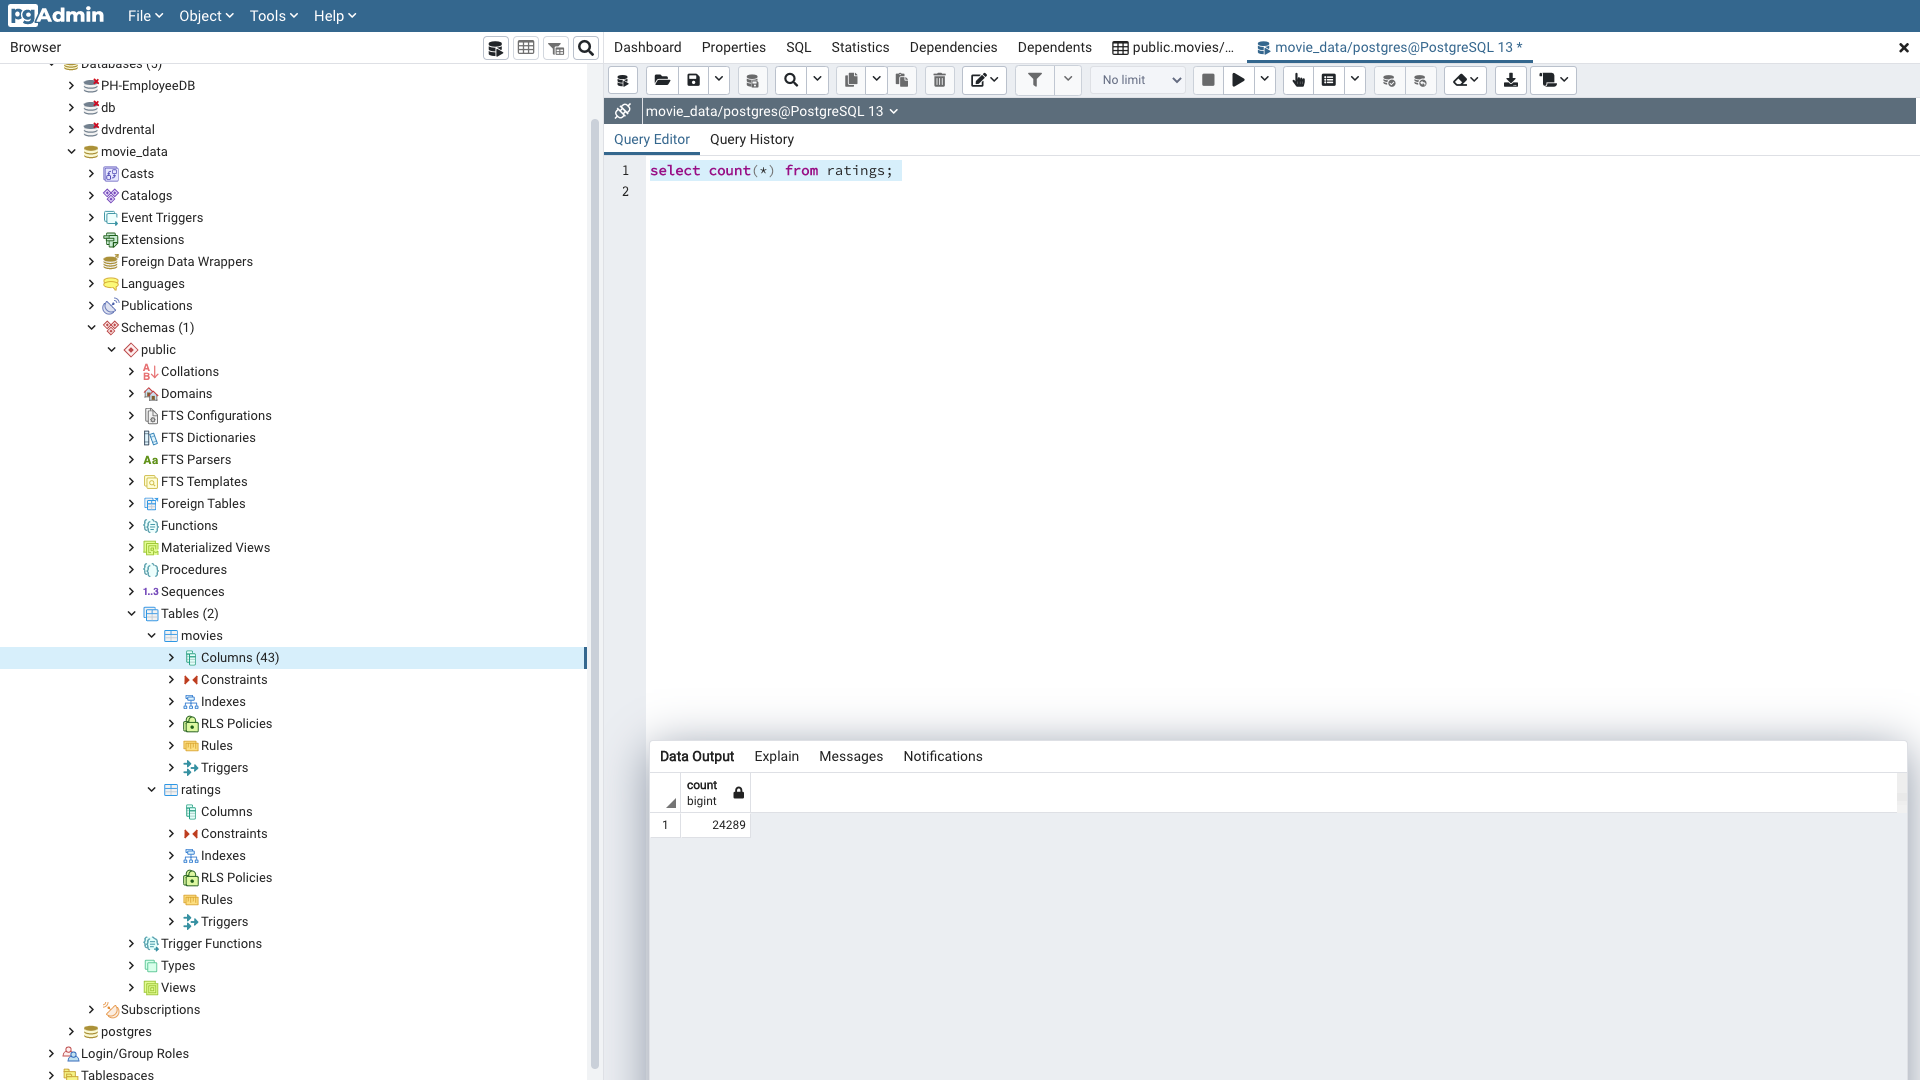 pgAdmin File Object Tools Help
Browser
Dashboard Properties SQL Statistics Dependencies Dependents public.movies/... movie_data/postgres@PostgreSQL 13 *
No limit
movie_data/postgres@PostgreSQL 13
Query Editor Query History
1 select count(*) from ratings;
2
Databases (5)
PH-EmployeeDB
db
dvdrental
movie_data
Casts
Catalogs
Event Triggers
Extensions
Foreign Data Wrappers
Languages
Publications
Schemas (1)
public
Collations
Domains
FTS Configurations
FTS Dictionaries
Aa FTS Parsers
FTS Templates
Foreign Tables
Functions
Materialized Views
Procedures
1..3 Sequences
Tables (2)
movies
Columns (43)
Constraints
Indexes
RLS Policies
Rules
Triggers
ratings
Columns
Constraints
Indexes
RLS Policies
Rules
Triggers
Trigger Functions
Types
Views
Subscriptions
postgres
Login/Group Roles
Tablespaces
Data Output Explain Messages Notifications
count
bigint
1 24289